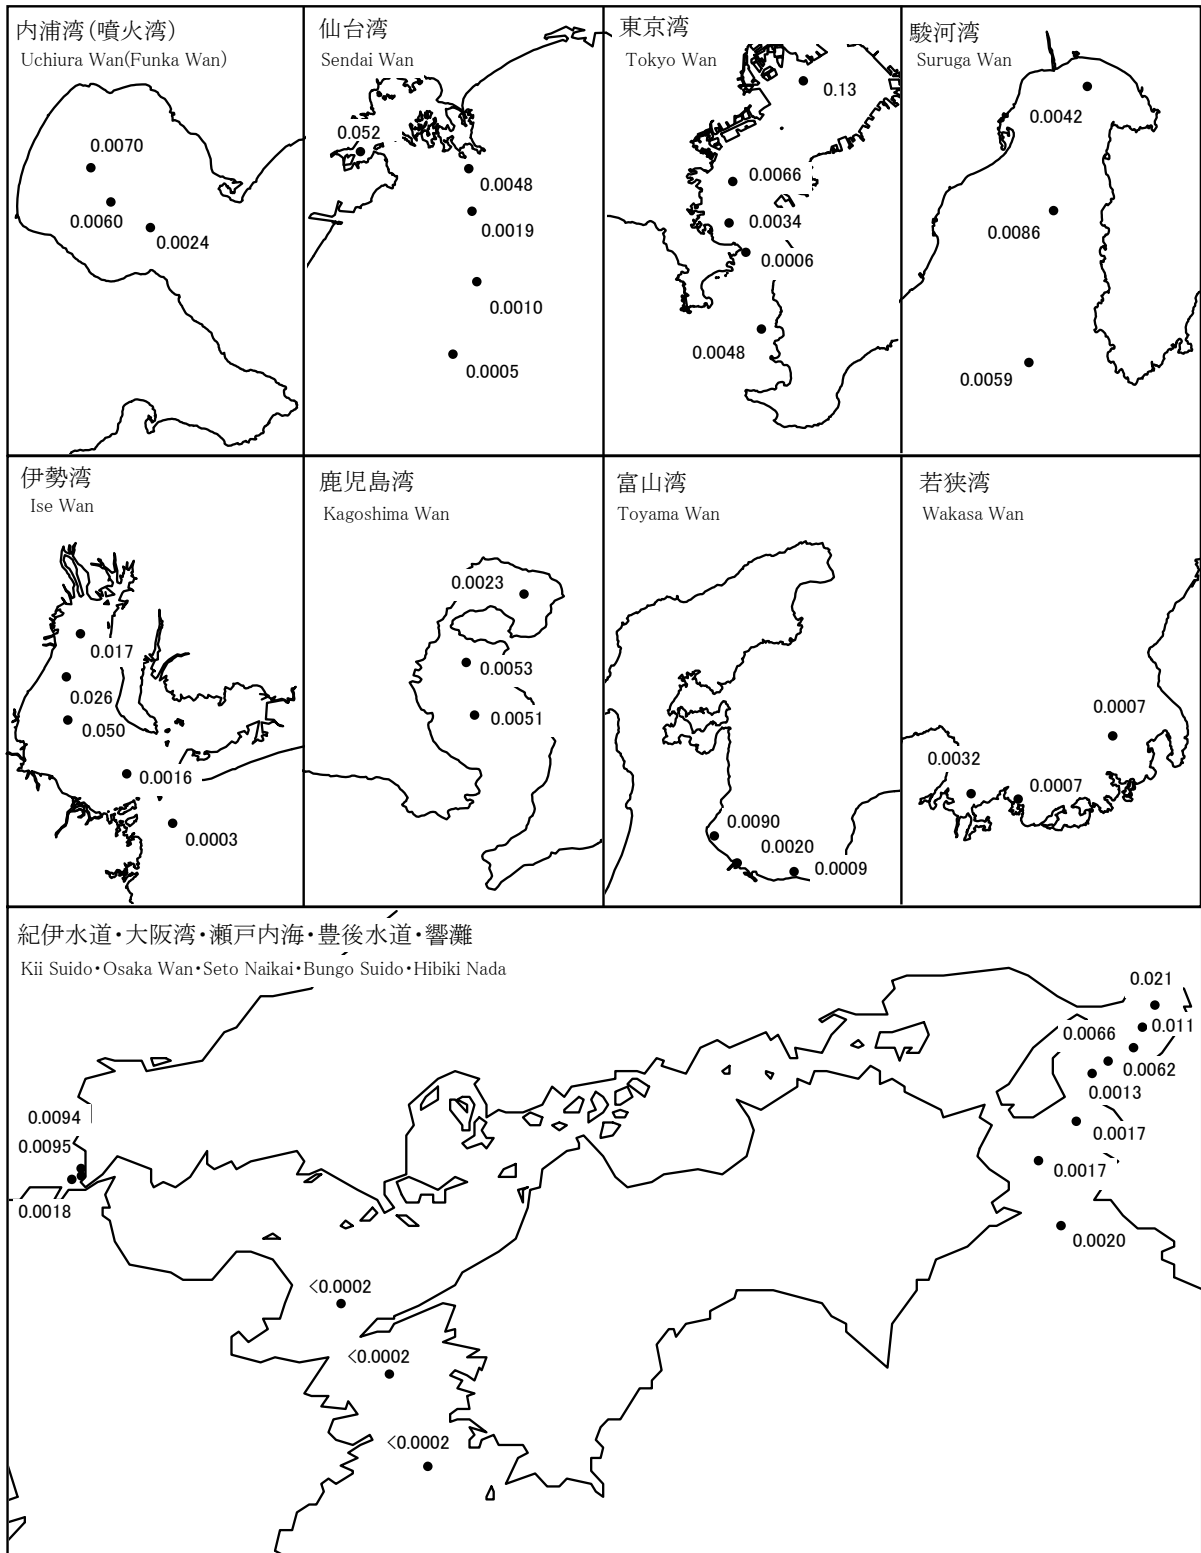 内浦湾(噴火湾)
Uchiura Wan(Funka Wan)
0.0070
0.0060
0.0024
仙台湾
Sendai Wan
0.052
0.0048
0.0019
0.0010
0.0005
東京湾
Tokyo Wan
0.13
0.0066
0.0034
0.0006
0.0048
駿河湾
Suruga Wan
0.0042
0.0086
0.0059
伊勢湾
Ise Wan
0.017
0.026
0.050
0.0016
0.0003
鹿児島湾
Kagoshima Wan
0.0023
0.0053
0.0051
富山湾
Toyama Wan
0.0090
0.0020
0.0009
若狭湾
Wakasa Wan
0.0007
0.0032
0.0007
紀伊水道・大阪湾・瀬戸内海・豊後水道・響灘
Kii Suido・Osaka Wan・Seto Naikai・Bungo Suido・Hibiki Nada
0.021
0.0066
0.011
0.0062
0.0013
0.0094
0.0017
0.0095
0.0017
0.0018
0.0020
<0.0002
<0.0002
<0.0002